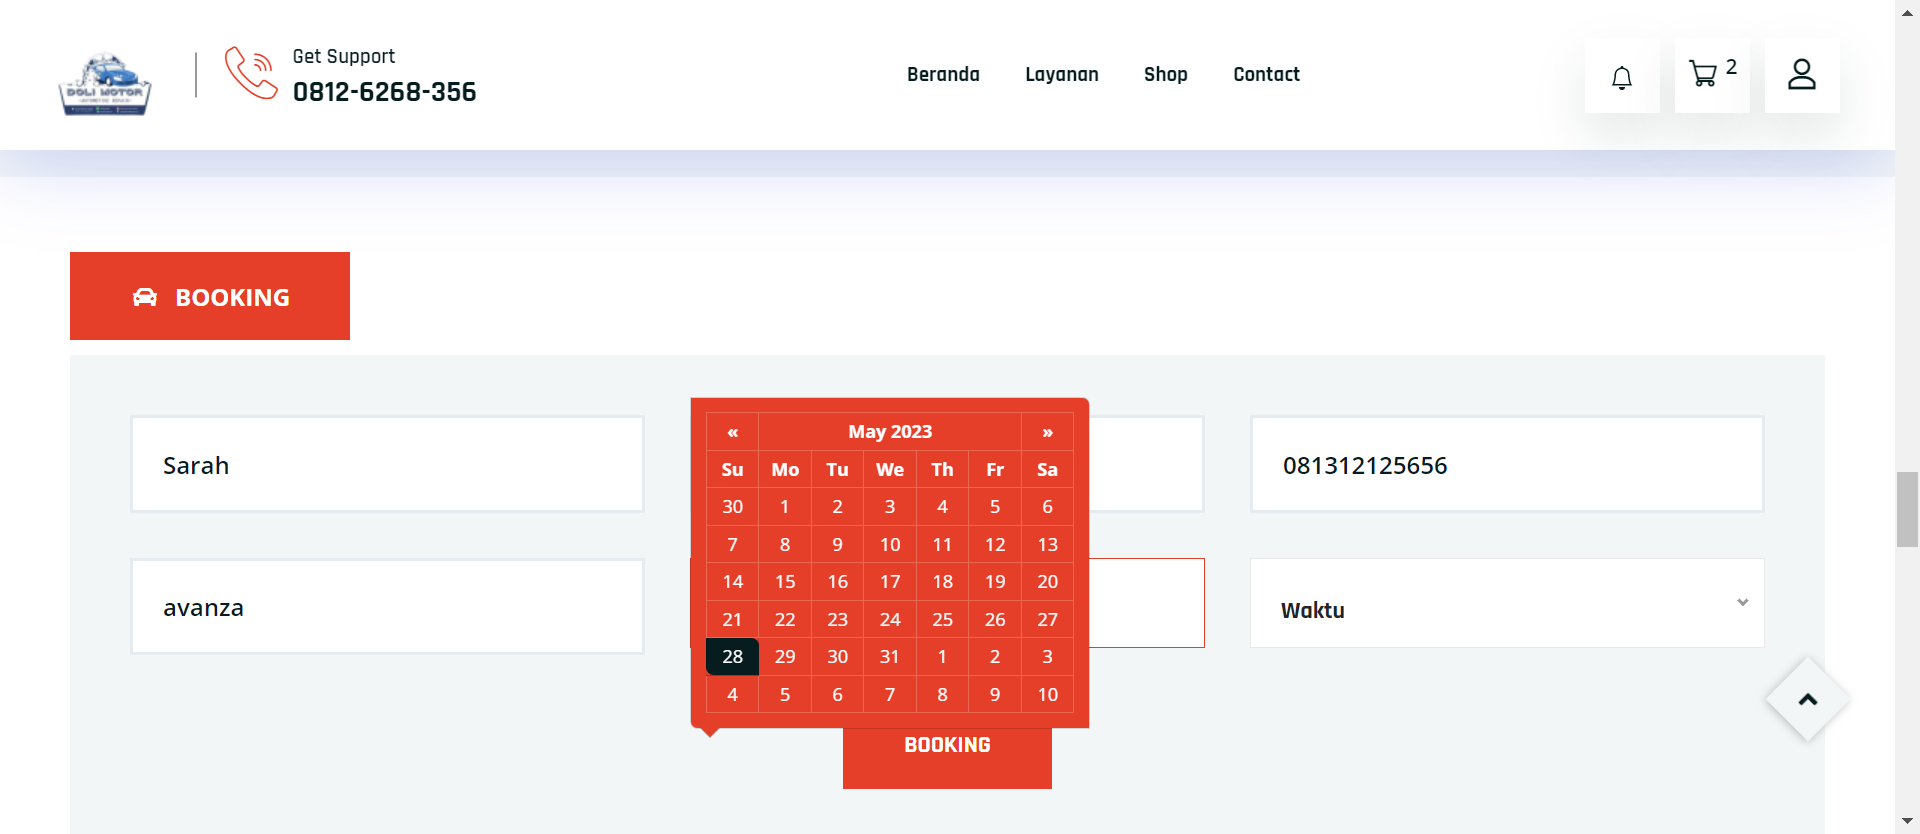 DOLI MOTOR
Get Support
0812-6268-356
Beranda
Layanan
Shop
Contact
2
BOOKING
Sarah
081312125656
avanza
« May 2023 »
Su Mo Tu We Th Fr Sa
30 1 2 3 4 5 6
7 8 9 10 11 12 13
14 15 16 17 18 19 20
21 22 23 24 25 26 27
28 29 30 31 1 2 3
4 5 6 7 8 9 10
Waktu
BOOKING